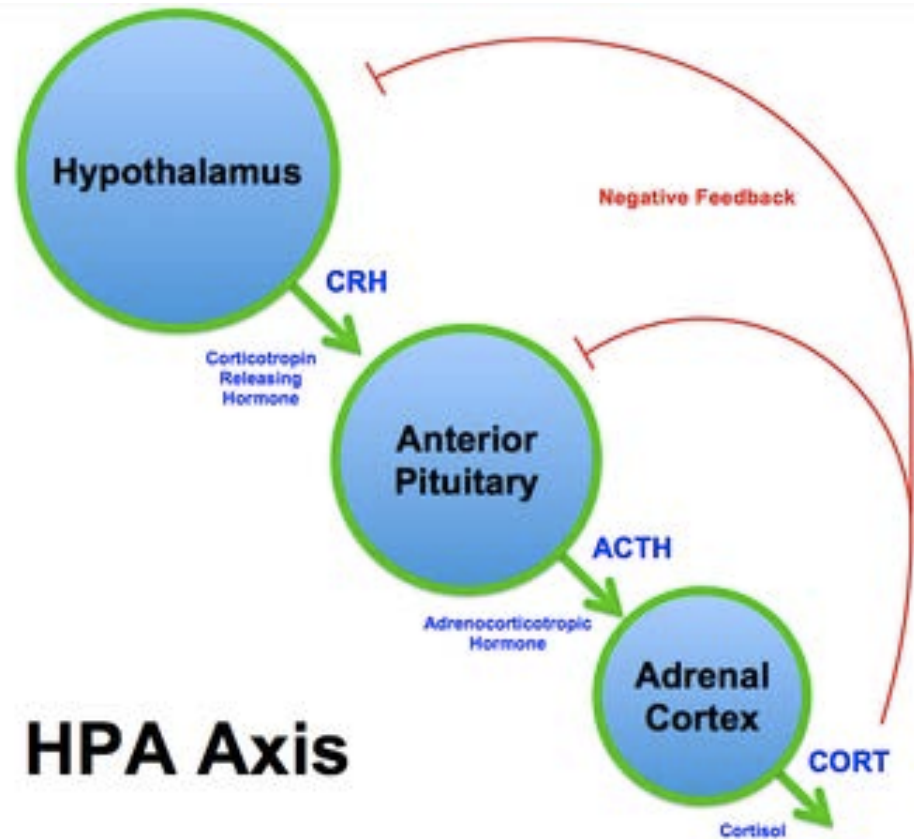 Hypothalamus
Negative Feedback
CRH
Corticotropin
Releasing
Hormone
Anterior
Pituitary
ACTH
Adrenocorticotropic
Hormone
Adrenal
Cortex
HPA Axis
CORT
Cortisol